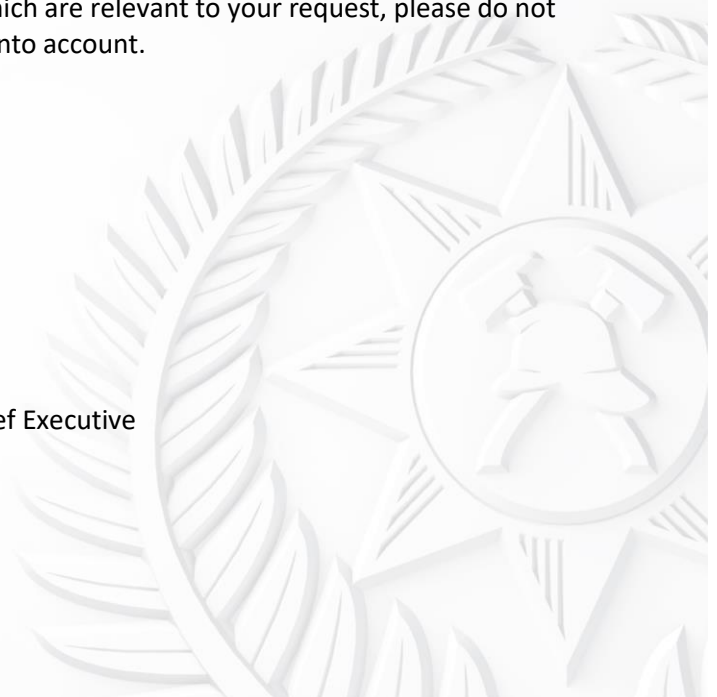 hich are relevant to your request, please do not
nto account.
ef Executive